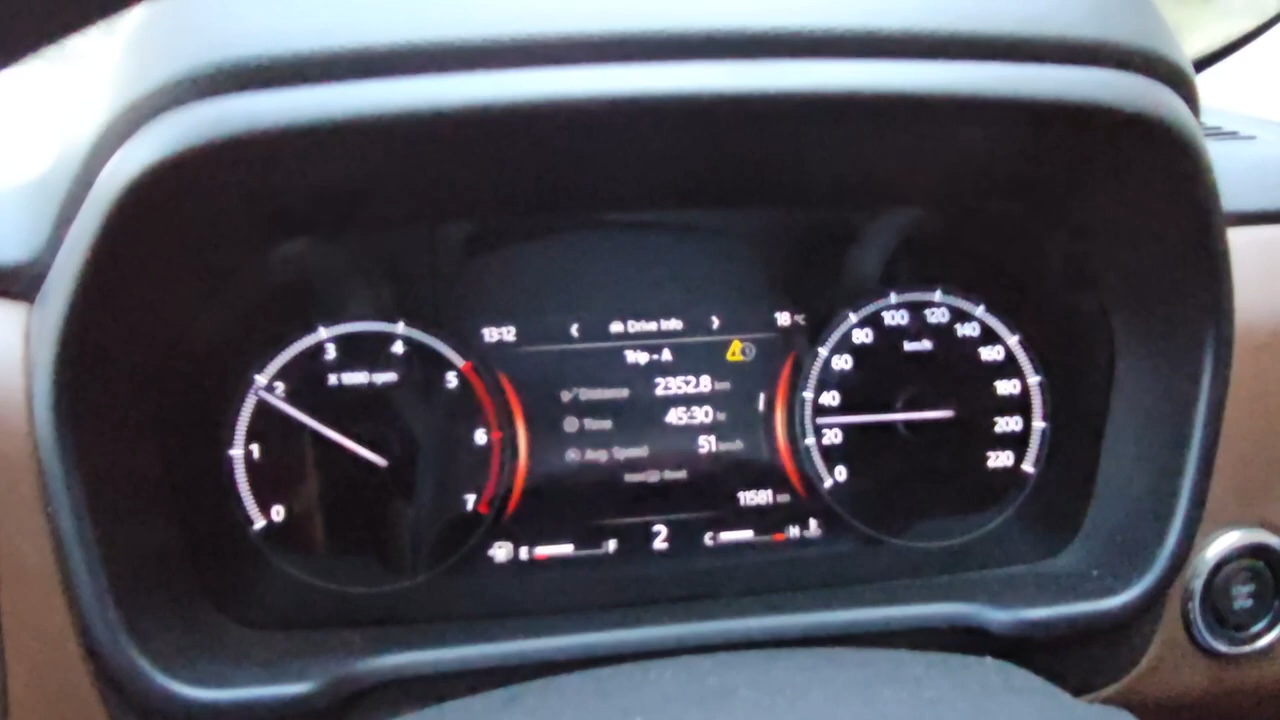 13:12 < Drive Info > 18 °C
Trip - A
Distance 2352.8 km
Time 45:30 hr
Avg. Speed 51 km/h
11581 km
E F 2 C H
0 1 2 3 4 5 6 7
X 1000 rpm
0 20 40 60 80 100 120 140 160 180 200 220
km/h